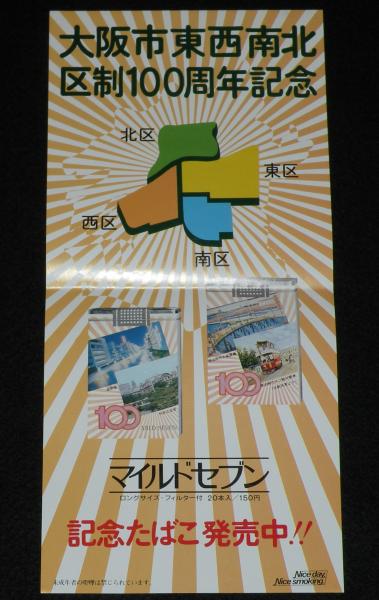 大阪市東西南北
区制100周年記念
北区
東区
西区
南区
100
100
MILD SEVEN
マイルドセブン
ロングサイズ・フィルター付 20本入/150円
記念たばこ発売中!!
未成年者の喫煙は禁じられています。
Nice day,
Nice smoking.